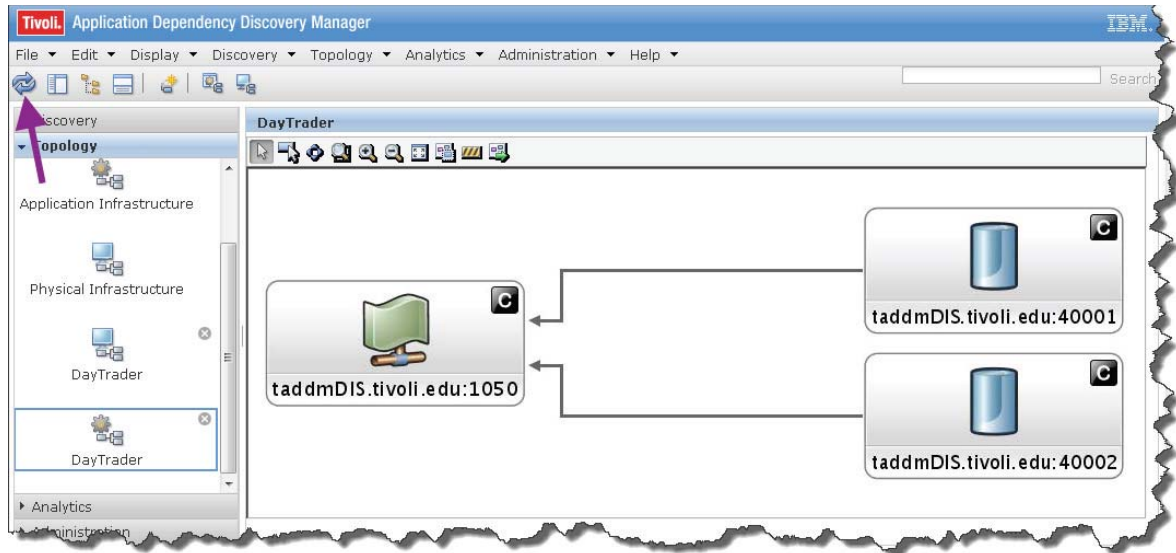 Tivoli. Application Dependency Discovery Manager IBM.
File Edit Display Discovery Topology Analytics Administration Help
Search
Topology
Application Infrastructure
Physical Infrastructure
DayTrader
DayTrader
Analytics
DayTrader
taddmDIS.tivoli.edu:1050
C
taddmDIS.tivoli.edu:40001
C
taddmDIS.tivoli.edu:40002
C